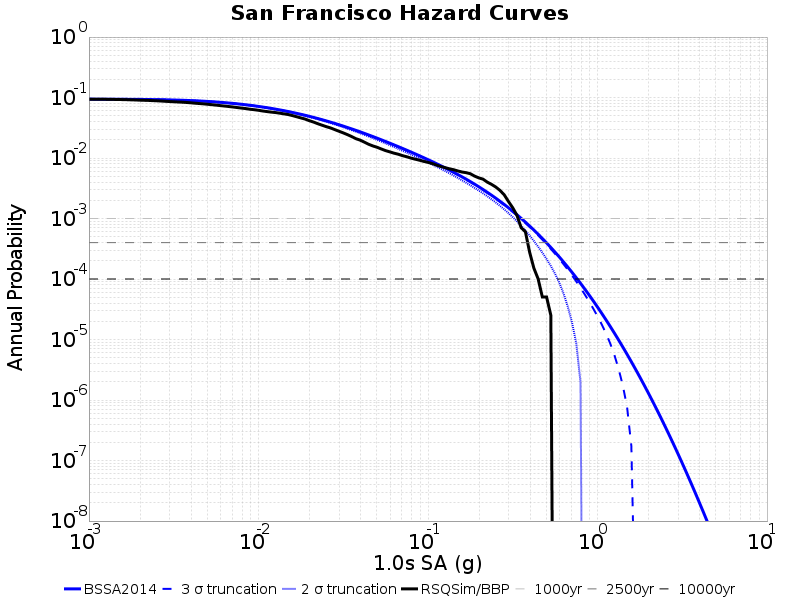 San Francisco Hazard Curves
Annual Probability
10^0
10^-1
10^-2
10^-3
10^-4
10^-5
10^-6
10^-7
10^-8
10^-3 10^-2 10^-1 10^0 10^1
1.0s SA (g)
BSSA2014 3 σ truncation 2 σ truncation RSQSim/BBP 1000yr 2500yr 10000yr